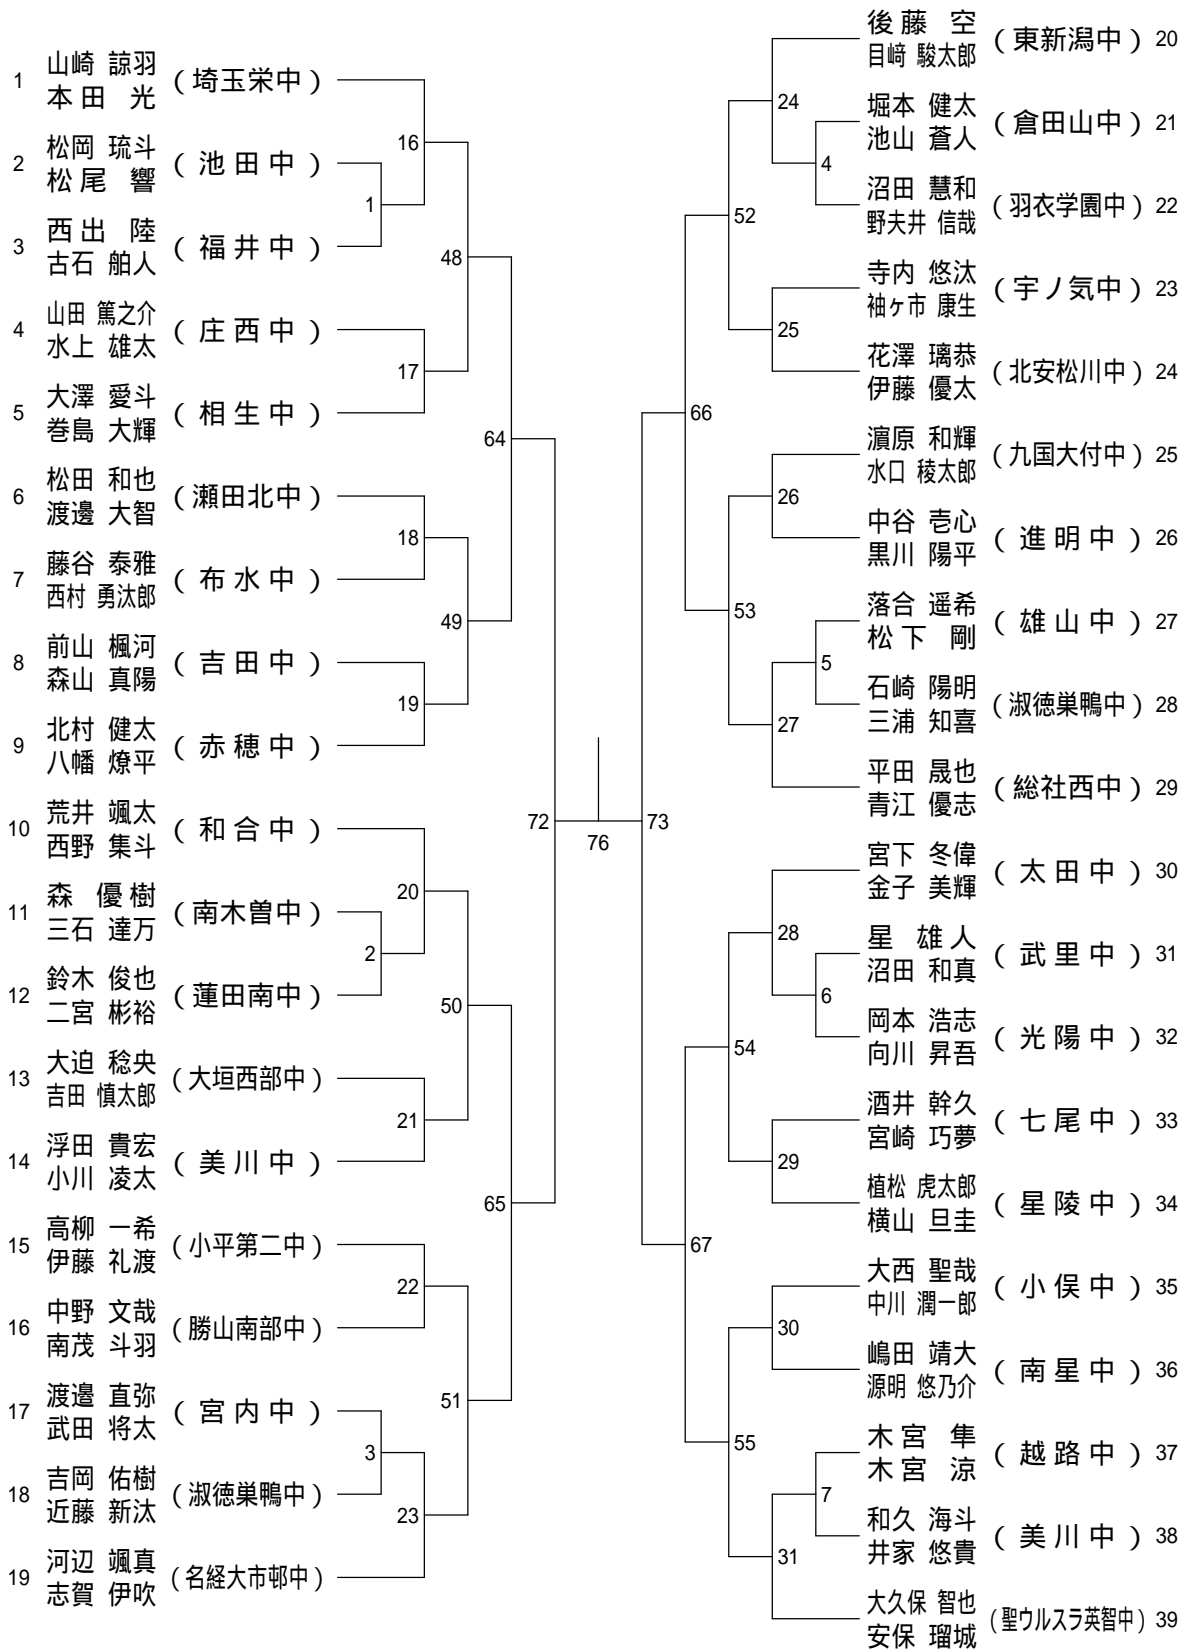 1 山崎 諒羽
本田 光 (埼玉栄中)
2 松岡 琉斗
松尾 響 (池田中)
3 西出 陸
古石 舶人 (福井中)
4 山田 篤之介
水上 雄太 (庄西中)
5 大澤 愛斗
巻島 大輝 (相生中)
6 松田 和也
渡邊 大智 (瀬田北中)
7 藤谷 泰雅
西村 勇汰郎 (布水中)
8 前山 楓河
森山 真陽 (吉田中)
9 北村 健太
八幡 燎平 (赤穂中)
10 荒井 颯太
西野 集斗 (和合中)
11 森 優樹
三石 達万 (南木曽中)
12 鈴木 俊也
二宮 彬裕 (蓮田南中)
13 大迫 稔央
吉田 慎太郎 (大垣西部中)
14 浮田 貴宏
小川 凌太 (美川中)
15 高柳 一希
伊藤 礼渡 (小平第二中)
16 中野 文哉
南茂 斗羽 (勝山南部中)
17 渡邉 直弥
武田 将太 (宮内中)
18 吉岡 佑樹
近藤 新汰 (淑徳巣鴨中)
19 河辺 颯真
志賀 伊吹 (名経大市邨中)
1
2
3
16
17
18
19
20
21
22
23
48
49
50
51
64
65
72
76
73
66
67
52
53
54
55
24
25
26
27
28
29
30
31
4
5
6
7
後藤 空
目﨑 駿太郎 (東新潟中) 20
堀本 健太
池山 蒼人 (倉田山中) 21
沼田 慧和
野夫井 信哉 (羽衣学園中) 22
寺内 悠汰
袖ヶ市 康生 (宇ノ気中) 23
花澤 璃恭
伊藤 優太 (北安松川中) 24
濵原 和輝
水口 稜太郎 (九国大付中) 25
中谷 壱心
黒川 陽平 (進明中) 26
落合 遥希
松下 剛 (雄山中) 27
石崎 陽明
三浦 知喜 (淑徳巣鴨中) 28
平田 晟也
青江 優志 (総社西中) 29
宮下 冬偉
金子 美輝 (太田中) 30
星 雄人
沼田 和真 (武里中) 31
岡本 浩志
向川 昇吾 (光陽中) 32
酒井 幹久
宮崎 巧夢 (七尾中) 33
植松 虎太郎
横山 旦圭 (星陵中) 34
大西 聖哉
中川 潤一郎 (小俣中) 35
嶋田 靖大
源明 悠乃介 (南星中) 36
木宮 隼
木宮 涼 (越路中) 37
和久 海斗
井家 悠貴 (美川中) 38
大久保 智也
安保 瑠城 (聖ウルスラ英智中) 39